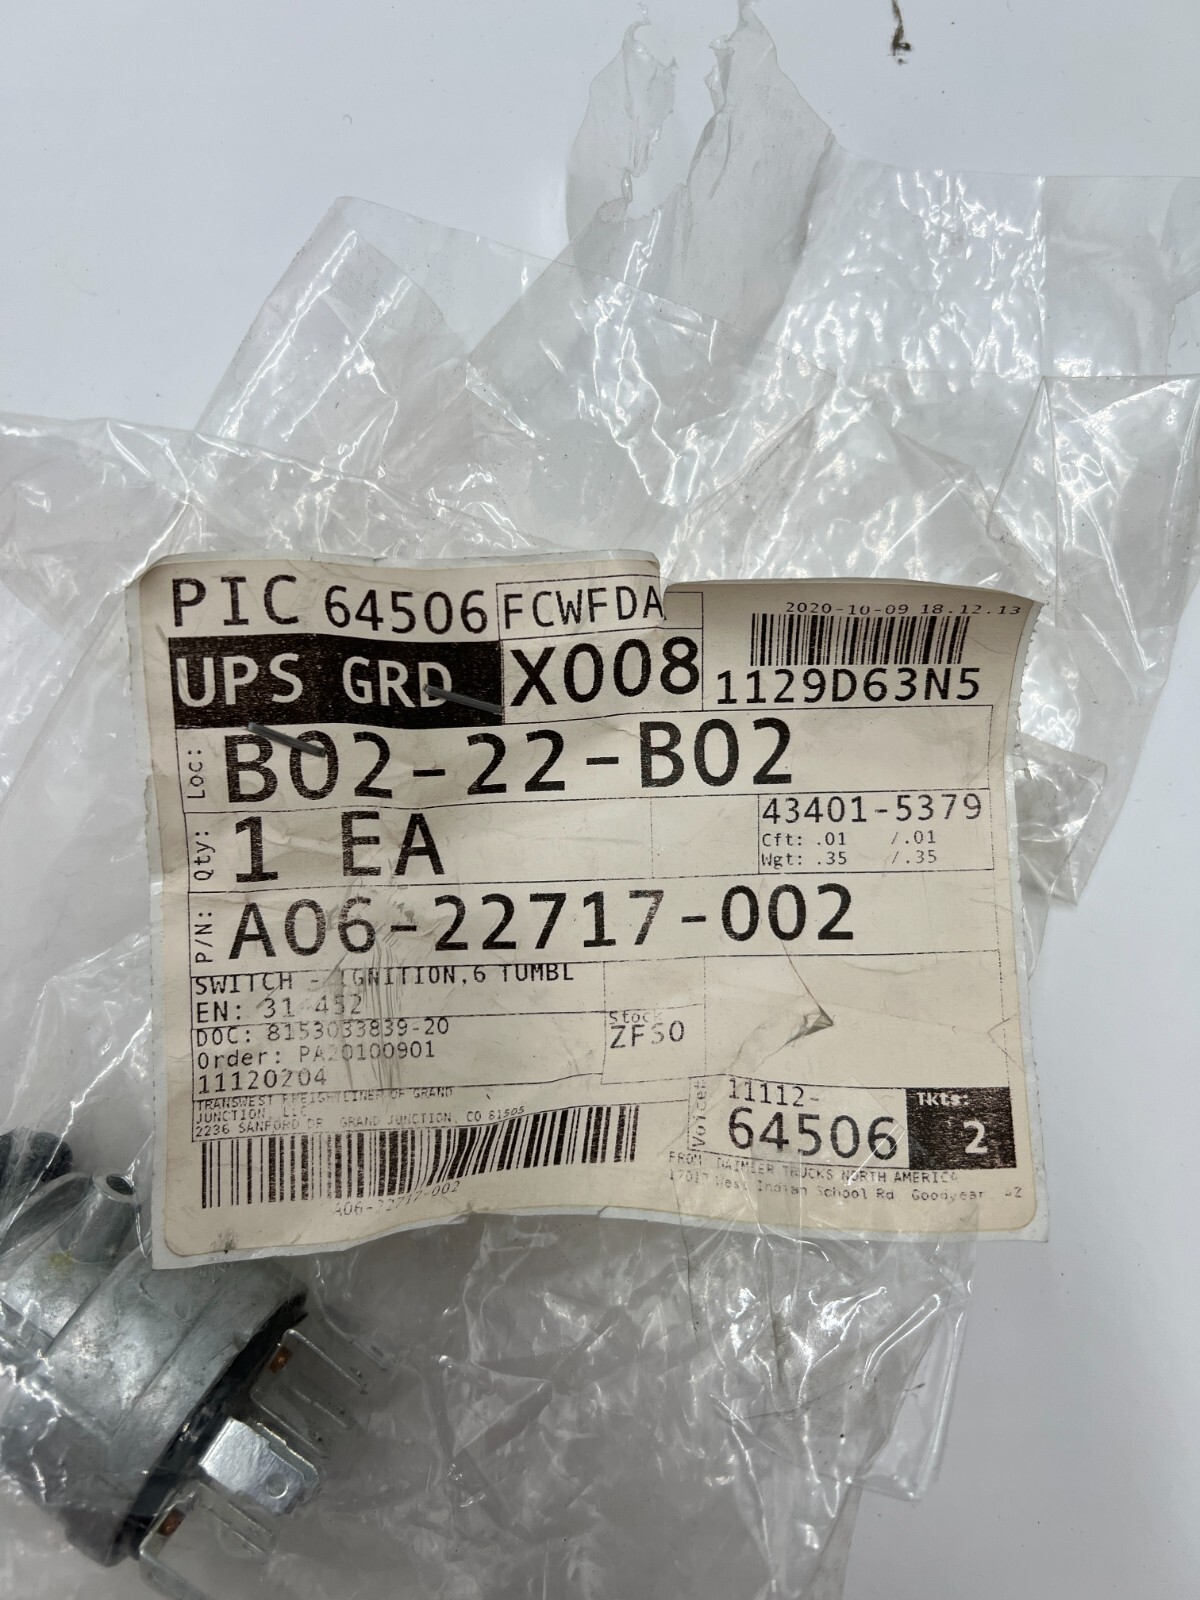 PIC 64506 FCWFDA
2020-10-09 18.12.13
UPS GRD X008 1129D63N5
Loc: B02-22-B02
Qty: 1 EA
43401-5379
Cft: .01 /.01
Wgt: .35 /.35
P/N: A06-22717-002
SWITCH - IGNITION,6 TUMBL
EN: 31 452
DOC: 8153033839-20
Order: PA20100901
11120204
Stock
ZFSO
TRANSWEST FREIGHTLINER OF GRAND
JUNCTION, LLC
2236 SANFORD DR GRAND JUNCTION, CO 81505
A06-22717-002
Voice: 11112-
64506
Tkts:
2
FROM DAIMLER TRUCKS NORTH AMERICA
West Indian School Rd Goodyear